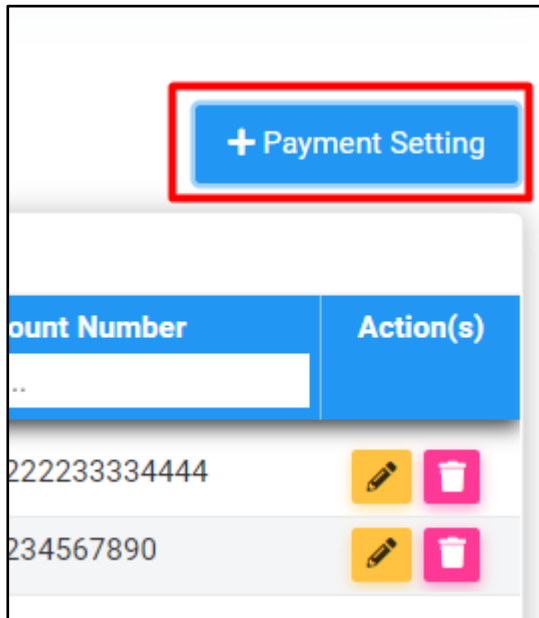 + Payment Setting
ount Number
Action(s)
..
222233334444
234567890